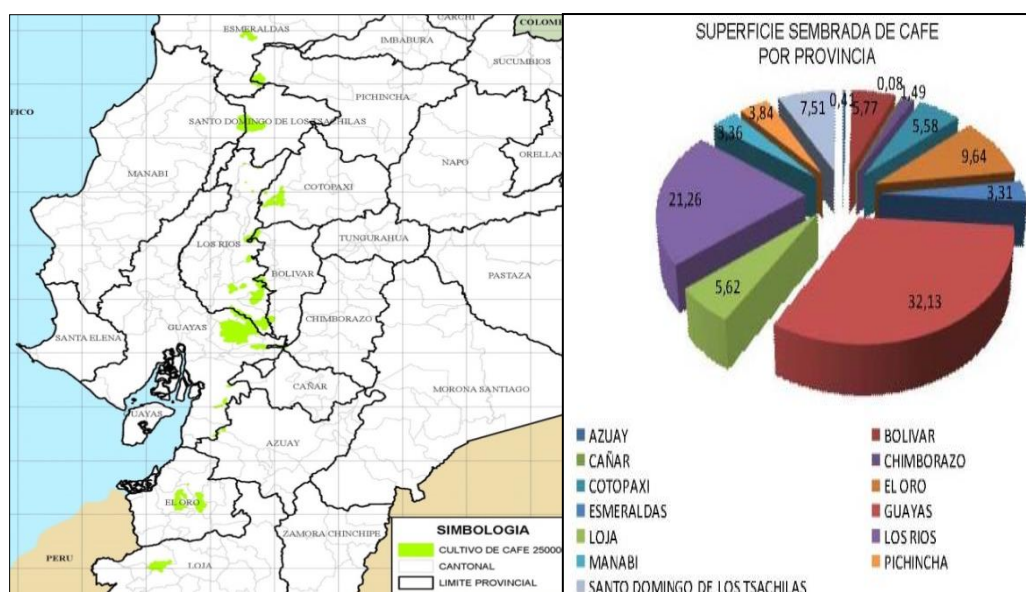 ESMERALDAS
CARCHI
COLOM
IMBABURA
SUCUMBIOS
FICO
PICHINCHA
SANTO DOMINGO DE LOS TSACHILAS
NAPO
ORELLAN
MANABI
COTOPAXI
TUNGURAHUA
LOS RIOS
BOLIVAR
PASTAZA
CHIMBORAZO
GUAYAS
SANTA ELENA
CAÑAR
MORONA SANTIAGO
UAYAS
AZUAY
EL ORO
ZAMORA CHINCHIPE
PERU
LOJA
SIMBOLOGIA
CULTIVO DE CAFE 25000
CANTONAL
LIMITE PROVINCIAL
SUPERFICIE SEMBRADA DE CAFE
POR PROVINCIA
0,41
5,77
0,08
1,49
5,58
9,64
3,31
32,13
5,62
21,26
3,36
3,84
7,51
AZUAY
BOLIVAR
CAÑAR
CHIMBORAZO
COTOPAXI
EL ORO
ESMERALDAS
GUAYAS
LOJA
LOS RIOS
MANABI
PICHINCHA
SANTO DOMINGO DE LOS TSACHILAS